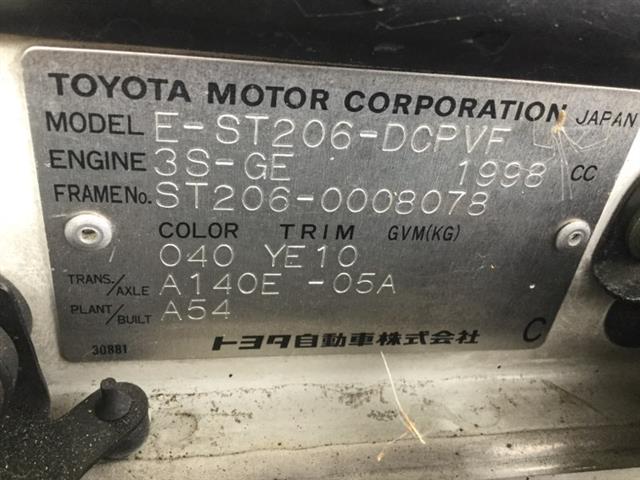 TOYOTA MOTOR CORPORATION JAPAN
MODEL E-ST206-DCPVF
ENGINE 3S-GE 1998 CC
FRAME No. ST206-0008078
COLOR TRIM GVM(KG)
040 YE10
TRANS./AXLE A140E -05A
PLANT/BUILT A54
30881 トヨタ自動車株式会社 C